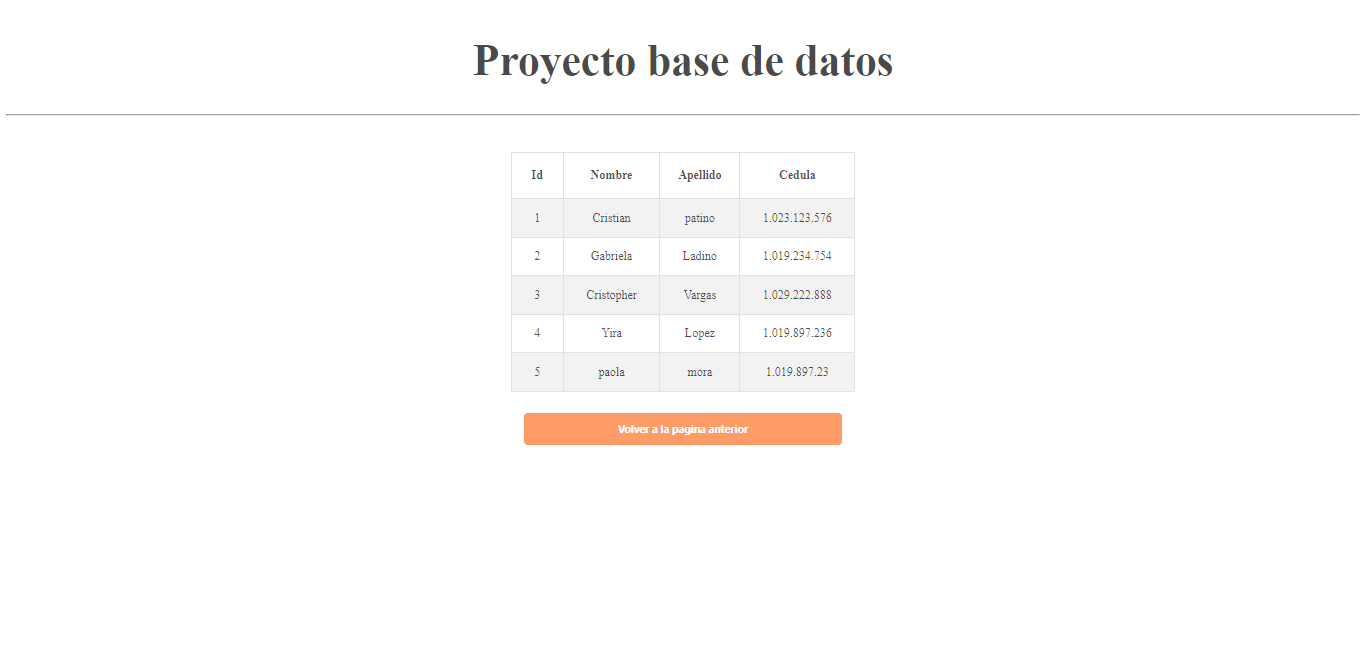 Proyecto base de datos
Id Nombre Apellido Cedula
1 Cristian patino 1.023.123.576
2 Gabriela Ladino 1.019.234.754
3 Cristopher Vargas 1.029.222.888
4 Yira Lopez 1.019.897.236
5 paola mora 1.019.897.23
Volver a la pagina anterior